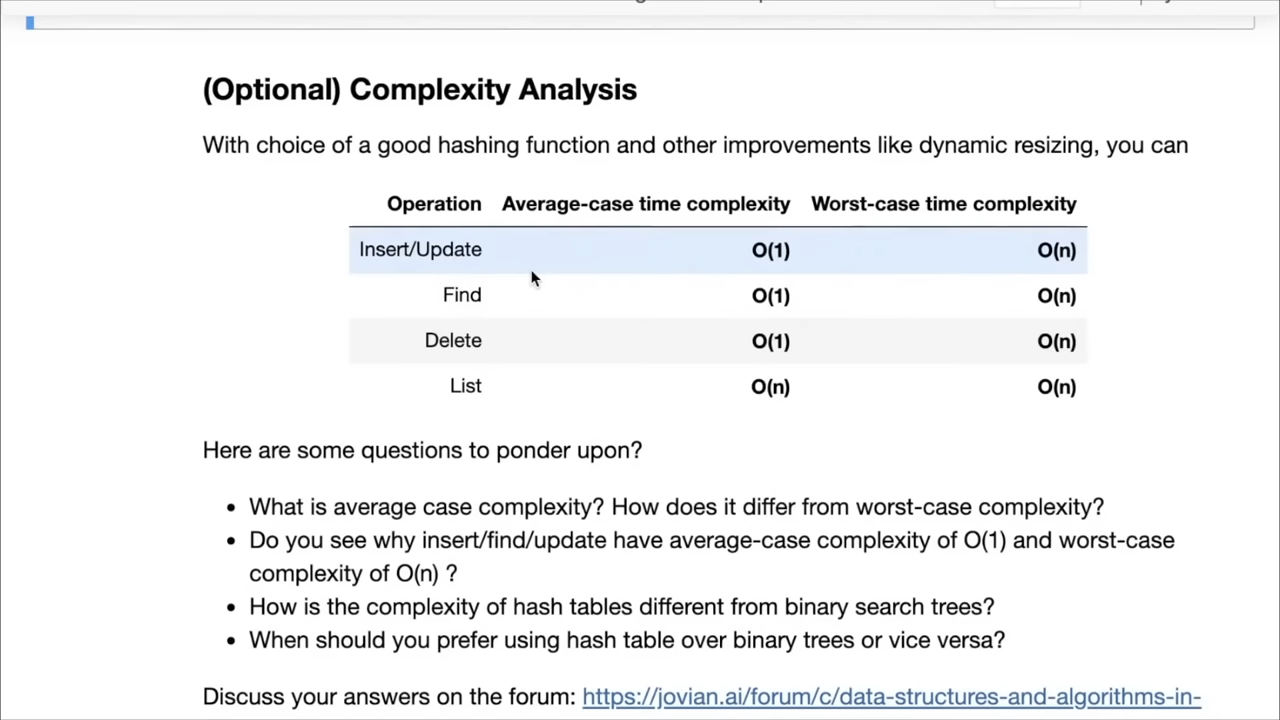 (Optional) Complexity Analysis
With choice of a good hashing function and other improvements like dynamic resizing, you can
Operation Average-case time complexity Worst-case time complexity
Insert/Update O(1) O(n)
Find O(1) O(n)
Delete O(1) O(n)
List O(n) O(n)
Here are some questions to ponder upon?
• What is average case complexity? How does it differ from worst-case complexity?
• Do you see why insert/find/update have average-case complexity of O(1) and worst-case
complexity of O(n) ?
• How is the complexity of hash tables different from binary search trees?
• When should you prefer using hash table over binary trees or vice versa?
Discuss your answers on the forum: https://jovian.ai/forum/c/data-structures-and-algorithms-in-